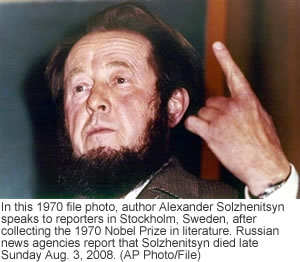 In this 1970 file photo, author Alexander Solzhenitsyn
speaks to reporters in Stockholm, Sweden, after
collecting the 1970 Nobel Prize in literature. Russian
news agencies report that Solzhenitsyn died late
Sunday Aug. 3, 2008. (AP Photo/File)